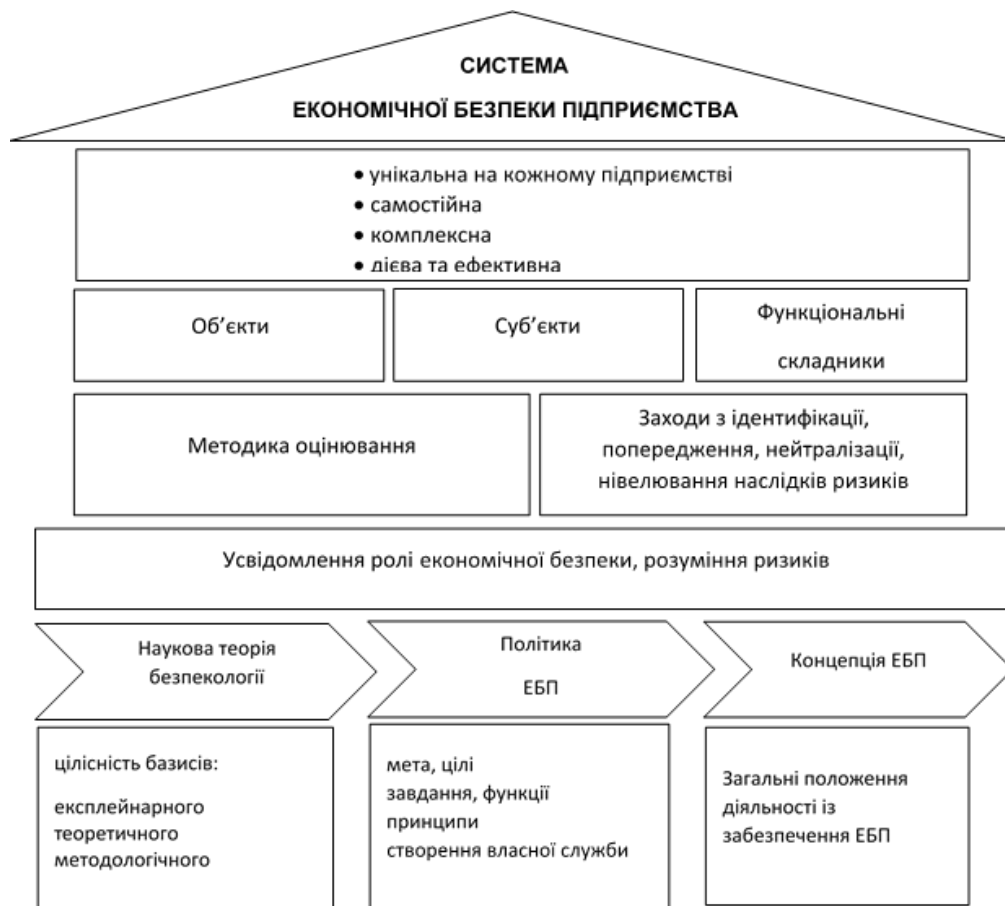 СИСТЕМА
ЕКОНОМІЧНОЇ БЕЗПЕКИ ПІДПРИЄМСТВА
• унікальна на кожному підприємстві
• самостійна
• комплексна
• дієва та ефективна
Об’єкти
Суб’єкти
Функціональні
складники
Методика оцінювання
Заходи з ідентифікації,
попередження, нейтралізації,
нівелювання наслідків ризиків
Усвідомлення ролі економічної безпеки, розуміння ризиків
Наукова теорія
безпекології
Політика
ЕБП
Концепція ЕБП
цілісність базисів:
експлейнарного
теоретичного
методологічного
мета, цілі
завдання, функції
принципи
створення власної служби
Загальні положення
діяльності із
забезпечення ЕБП